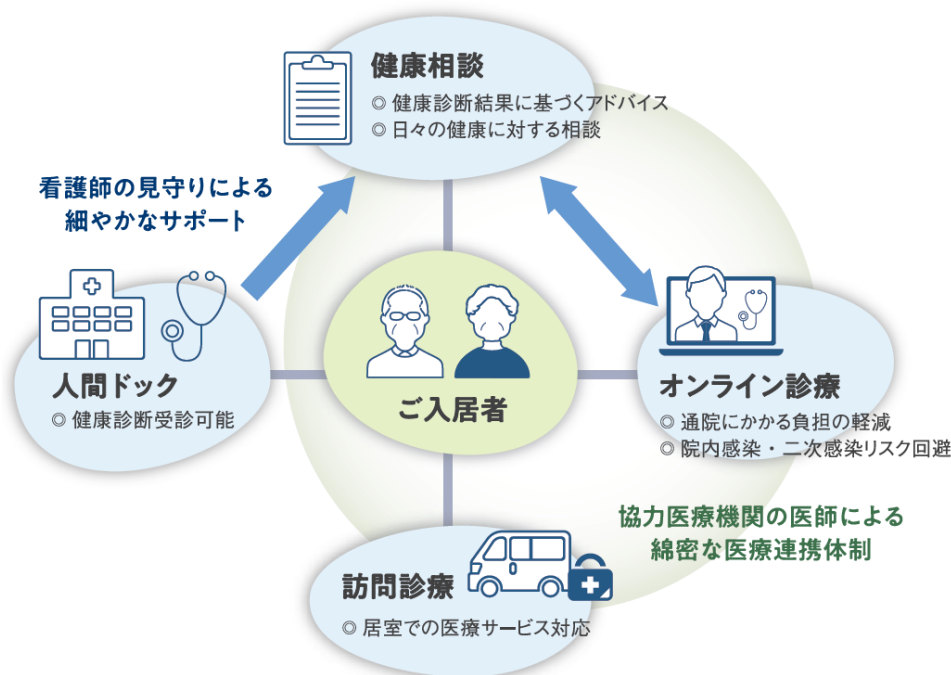 健康相談
◎ 健康診断結果に基づくアドバイス
◎ 日々の健康に対する相談
看護師の見守りによる
細やかなサポート
人間ドック
◎ 健康診断受診可能
ご入居者
オンライン診療
◎ 通院にかかる負担の軽減
◎ 院内感染・二次感染リスク回避
協力医療機関の医師による
綿密な医療連携体制
訪問診療
◎ 居室での医療サービス対応